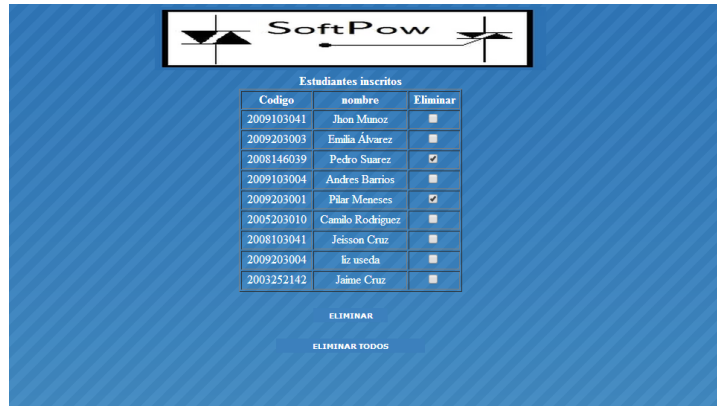 SoftPow
Estudiantes inscritos
Codigo nombre Eliminar
2009103041 Jhon Munoz
2009203003 Emilia Álvarez
2008146039 Pedro Suarez
2009103004 Andres Barrios
2009203001 Pilar Meneses
2005203010 Camilo Rodriguez
2008103041 Jeisson Cruz
2009203004 liz useda
2003252142 Jaime Cruz
ELIMINAR
ELIMINAR TODOS